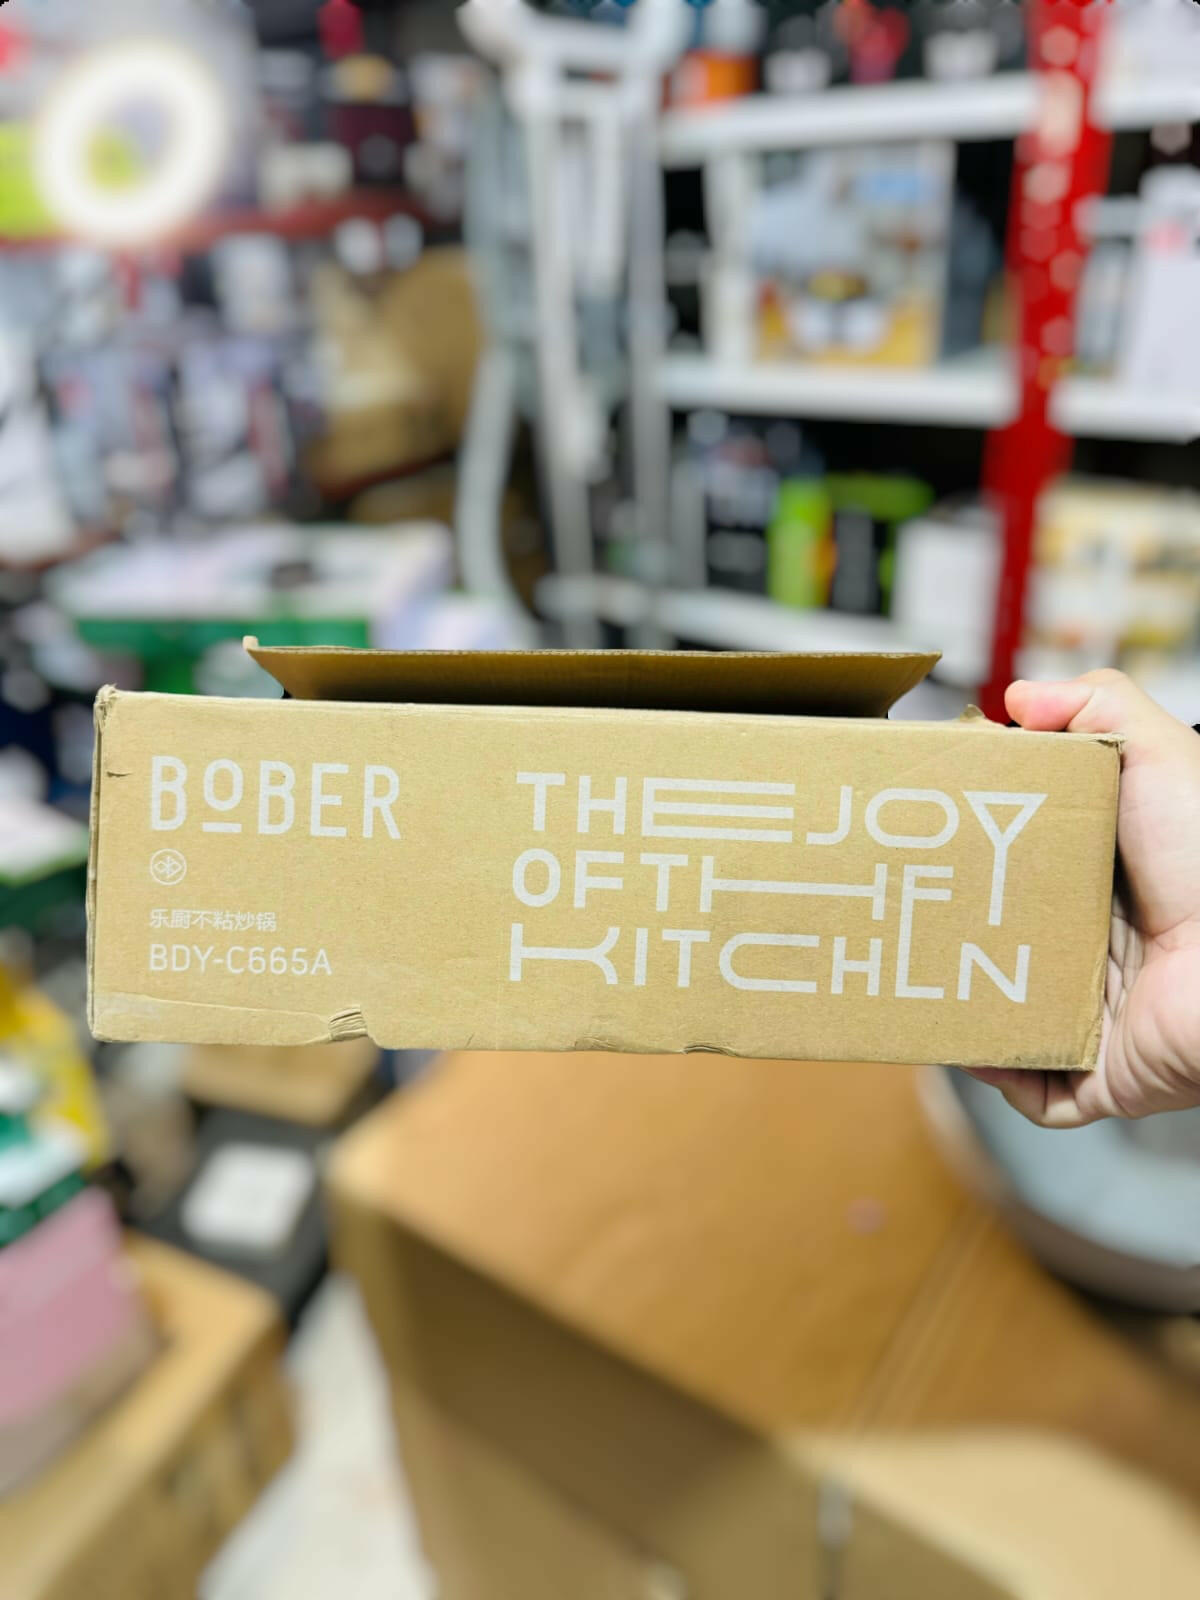 BOBER
乐厨不粘炒锅
BDY-C665A
THE JOY
OF THE
KITCHEN